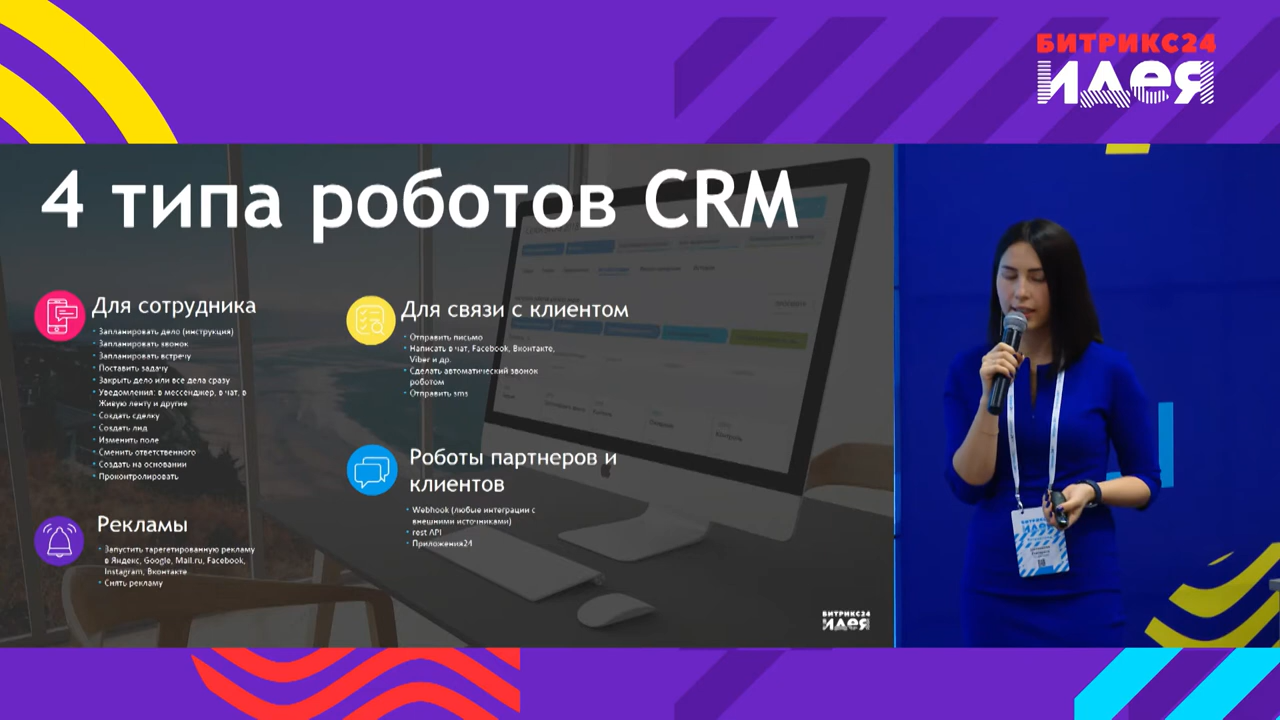 БИТРИКС24
ИДЕЯ
4 типа роботов CRM
Для сотрудника
Запланировать дело (инструкция)
Запланировать звонок
Запланировать встречу
Поставить задачу
Закрыть дело или все дела сразу
Уведомления: в мессенджер, в чат, в
Живую ленту и другие
Создать сделку
Создать лид
Изменить поле
Сменить ответственного
Создать на основании
Проконтролировать
Рекламы
Запустить таргетированную рекламу
в Яндекс, Google, Mail.ru, Facebook,
Instagram, Вконтакте
Снять рекламу
Для связи с клиентом
Отправить письмо
Написать в чат, Facebook, Вконтакте,
Viber и др.
Сделать автоматический звонок
роботом
Отправить sms
Роботы партнеров и
клиентов
Webhook (любые интеграции с
внешними источниками)
rest API
Приложения24
БИТРИКС24
ИДЕЯ
БИТРИКС24
ИДЕЯ